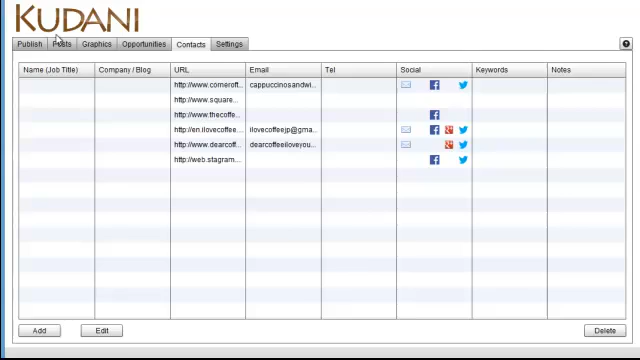 KUDANI
Publish Posts Graphics Opportunities Contacts Settings ?
Name (Job Title) Company / Blog URL Email Tel Social Keywords Notes
http://www.corneroft... cappuccinosandwi...
http://www.square...
http://www.thecoffe...
http://en.ilovecoffee... ilovecoffeejp@gma...
http://www.dearcoff... dearcoffeeiloveyou...
http://web.stagram...
Add Edit Delete